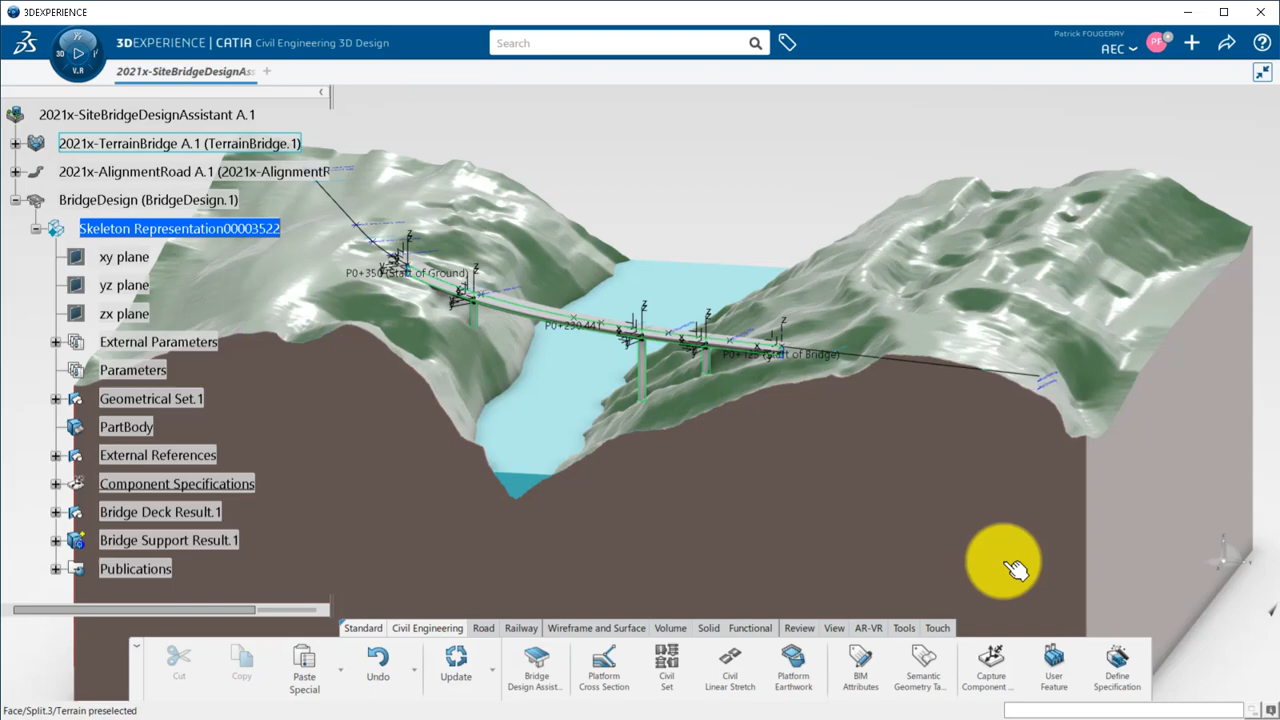 3DEXPERIENCE
3DEXPERIENCE | CATIA Civil Engineering 3D Design
Search
Patrick FOUGERAY
AEC
PF
3D
V.R
2021x-SiteBridgeDesignAs
2021x-SiteBridgeDesignAssistant A.1
2021x-TerrainBridge A.1 (TerrainBridge.1)
2021x-AlignmentRoad A.1 (2021x-AlignmentR
BridgeDesign (BridgeDesign.1)
Skeleton Representation00003522
xy plane
yz plane
zx plane
External Parameters
Parameters
Geometrical Set.1
PartBody
External References
Component Specifications
Bridge Deck Result.1
Bridge Support Result.1
Publications
P0+350 (Start of Ground)
P0+230.441
P0+125 (Start of Bridge)
z
z
z
z
z
Standard Civil Engineering Road Railway Wireframe and Surface Volume Solid Functional Review View AR-VR Tools Touch
Cut
Copy
Paste Special
Undo
Update
Bridge Design Assist...
Platform Cross Section
Civil Set
Civil Linear Stretch
Platform Earthwork
BIM Attributes
Semantic Geometry Ta...
Capture Component ...
User Feature
Define Specification
Face/Split.3/Terrain preselected